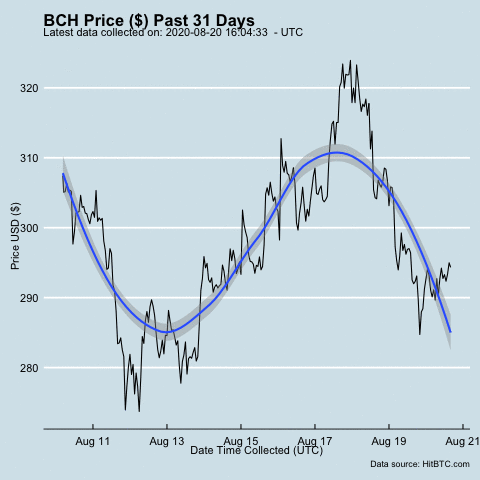 BCH Price ($) Past 31 Days
Latest data collected on: 2020-08-20 16:04:33  - UTC
Price USD ($)
320
310
300
290
280
Aug 11 Aug 13 Aug 15 Aug 17 Aug 19 Aug 21
Date Time Collected (UTC)
Data source: HitBTC.com